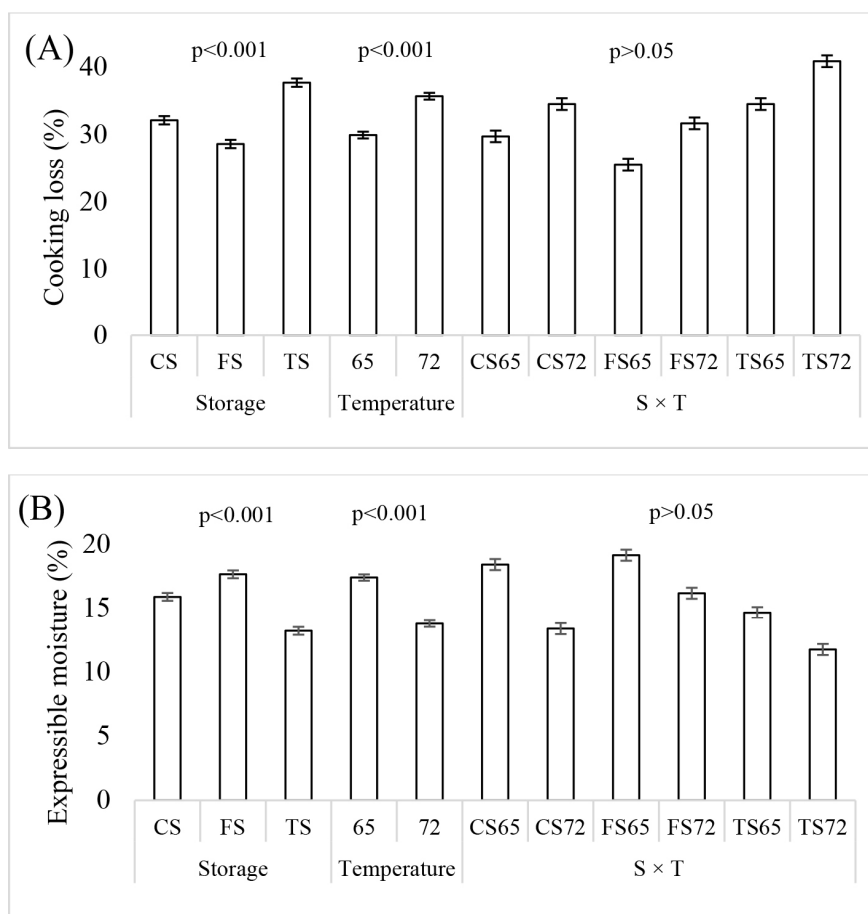 (A)
p<0.001 p<0.001 p>0.05
Cooking loss (%)
40
30
20
10
0
CS FS TS 65 72 CS65 CS72 FS65 FS72 TS65 TS72
Storage Temperature S × T
(B)
p<0.001 p<0.001 p>0.05
Expressible moisture (%)
20
15
10
5
0
CS FS TS 65 72 CS65 CS72 FS65 FS72 TS65 TS72
Storage Temperature S × T